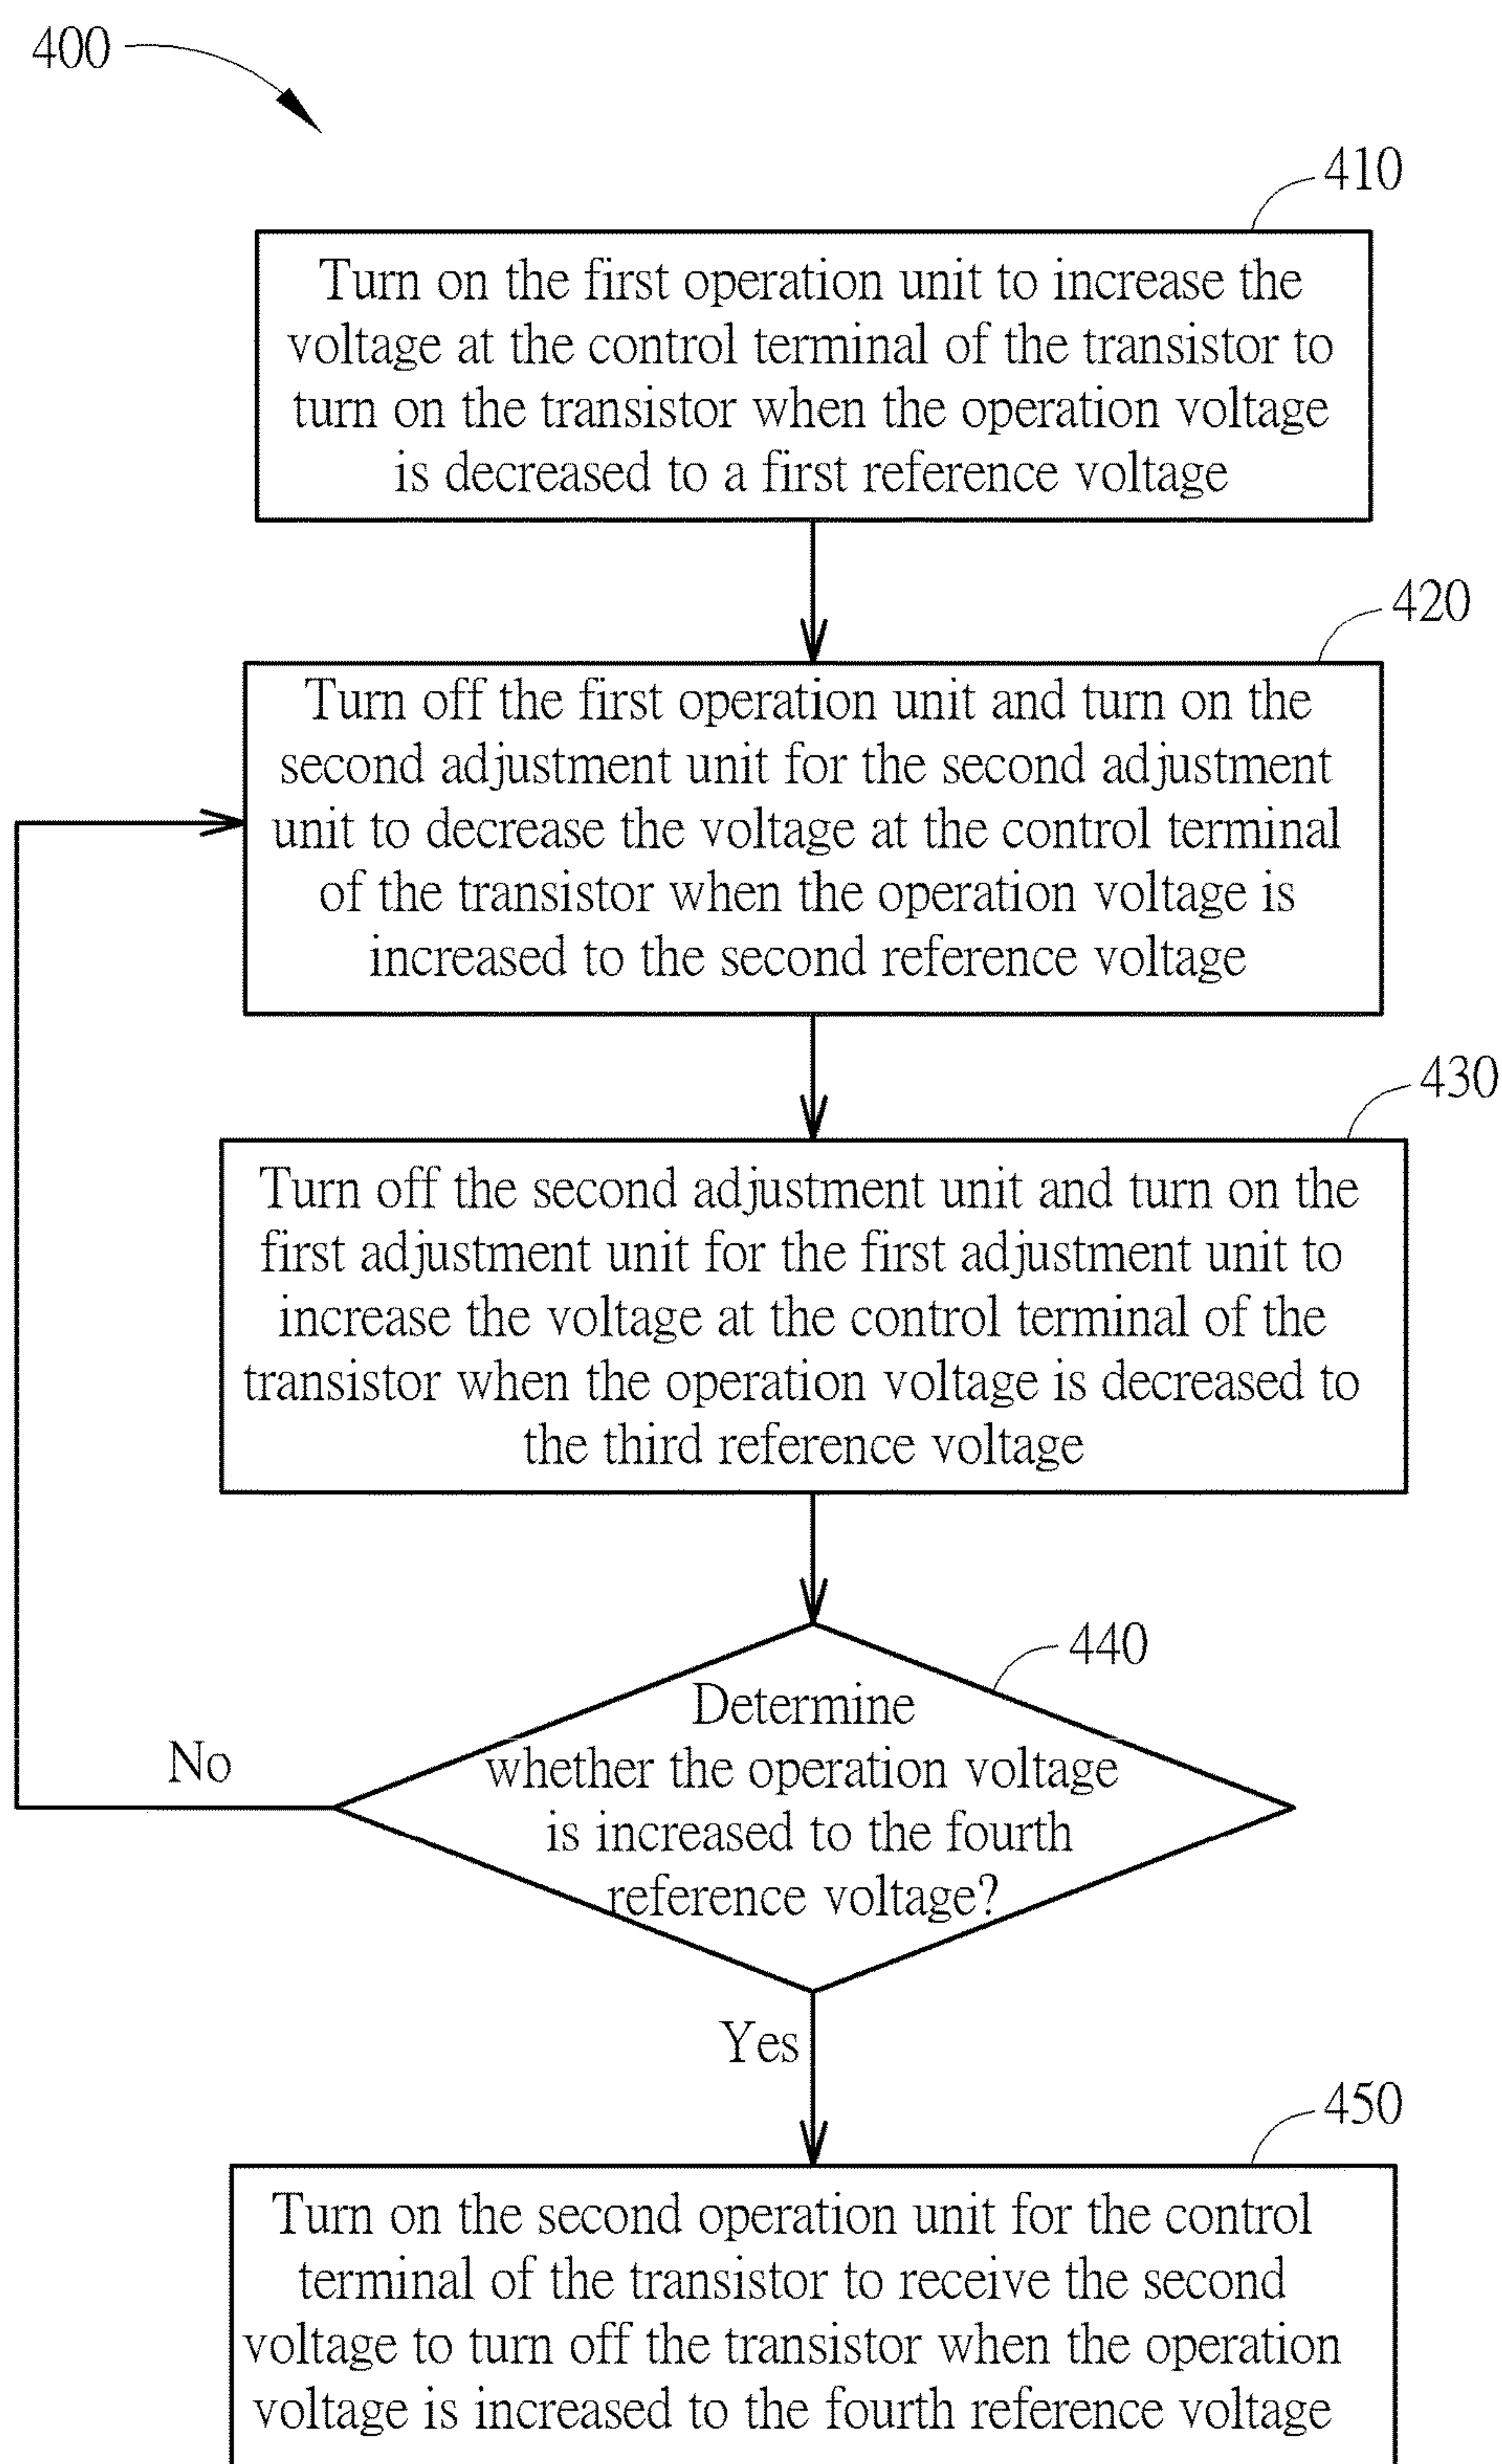 400
410
Turn on the first operation unit to increase the
voltage at the control terminal of the transistor to
turn on the transistor when the operation voltage
is decreased to a first reference voltage
420
Turn off the first operation unit and turn on the
second adjustment unit for the second adjustment
unit to decrease the voltage at the control terminal
of the transistor when the operation voltage is
increased to the second reference voltage
430
Turn off the second adjustment unit and turn on the
first adjustment unit for the first adjustment unit to
increase the voltage at the control terminal of the
transistor when the operation voltage is decreased to
the third reference voltage
440
Determine
whether the operation voltage
is increased to the fourth
reference voltage?
No
Yes
450
Turn on the second operation unit for the control
terminal of the transistor to receive the second
voltage to turn off the transistor when the operation
voltage is increased to the fourth reference voltage